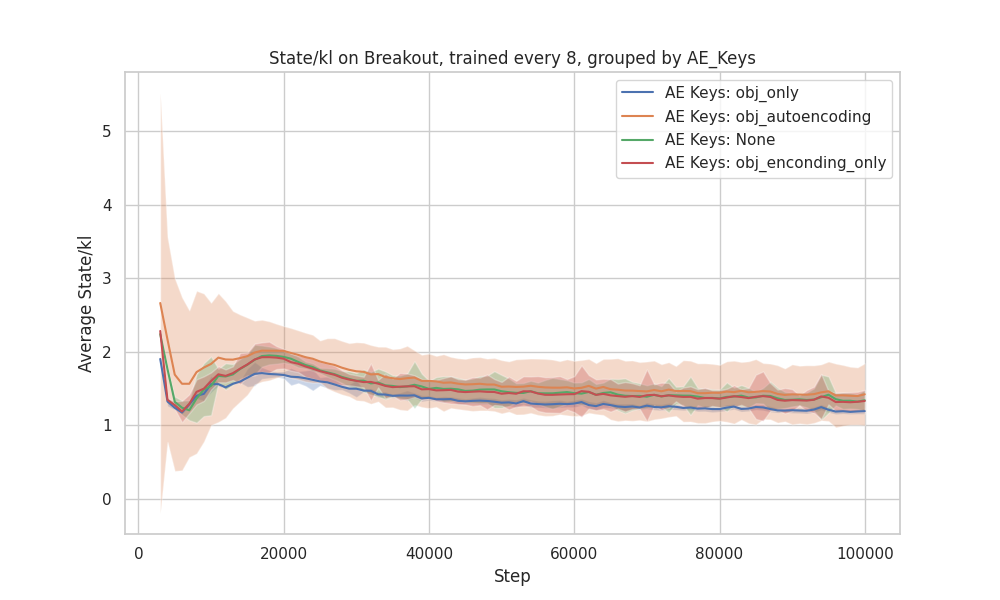 State/kl on Breakout, trained every 8, grouped by AE_Keys
AE Keys: obj_only
AE Keys: obj_autoencoding
AE Keys: None
AE Keys: obj_enconding_only
Average State/kl
5
4
3
2
1
0
0 20000 40000 60000 80000 100000
Step